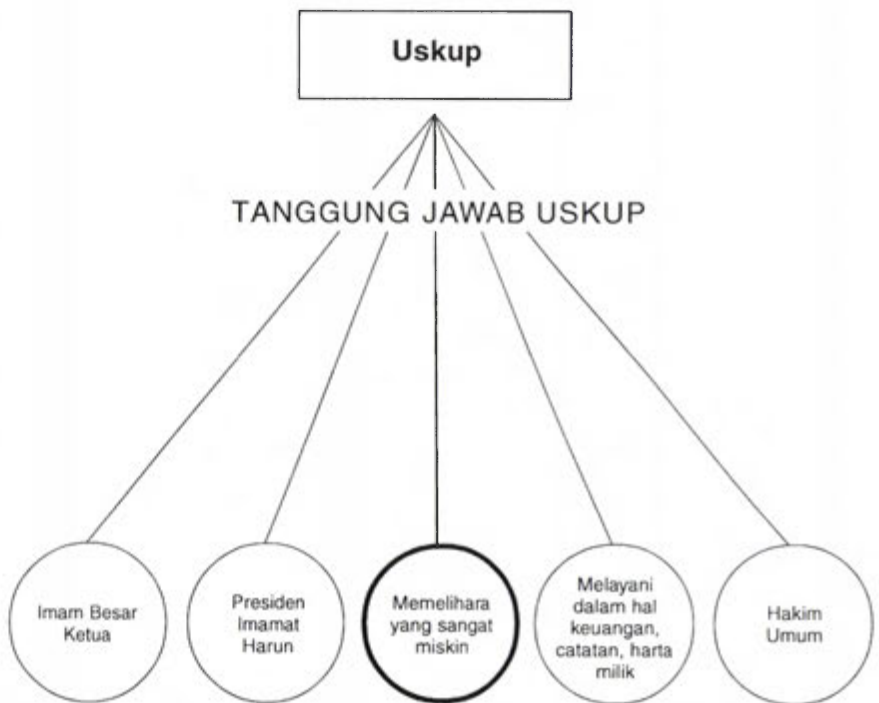 Uskup
TANGGUNG JAWAB USKUP
Imam Besar
Ketua
Presiden
Imamat
Harun
Memelihara
yang sangat
miskin
Melayani
dalam hal
keuangan,
catatan, harta
milik
Hakim
Umum